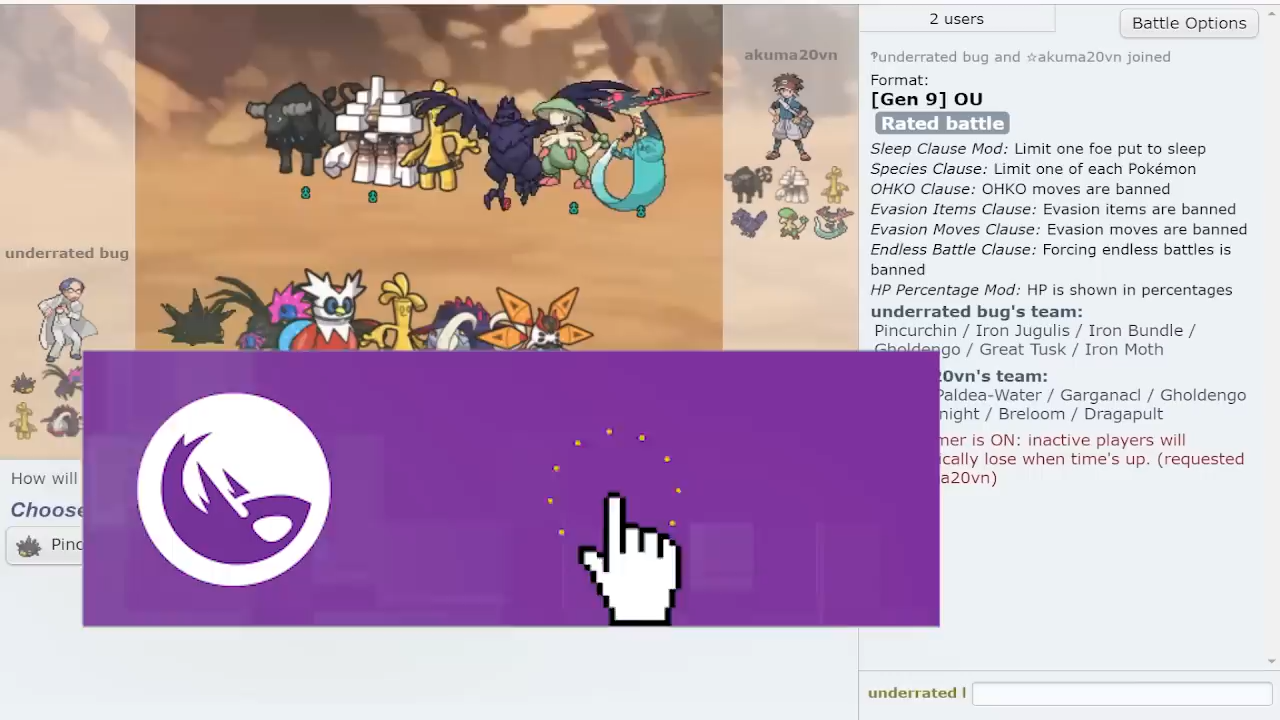 2 users
Battle Options
akuma20vn
underrated bug
underrated bug and ☆akuma20vn joined
Format:
[Gen 9] OU
Rated battle
Sleep Clause Mod: Limit one foe put to sleep
Species Clause: Limit one of each Pokémon
OHKO Clause: OHKO moves are banned
Evasion Items Clause: Evasion items are banned
Evasion Moves Clause: Evasion moves are banned
Endless Battle Clause: Forcing endless battles is
banned
HP Percentage Mod: HP is shown in percentages
underrated bug's team:
Pincurchin / Iron Jugulis / Iron Bundle /
Gholdengo / Great Tusk / Iron Moth
20vn's team:
Paldea-Water / Garganacl / Gholdengo
night / Breloom / Dragapult
mer is ON: inactive players will
ically lose when time's up. (requested
a20vn)
How will
Choose
Pinc
underrated l